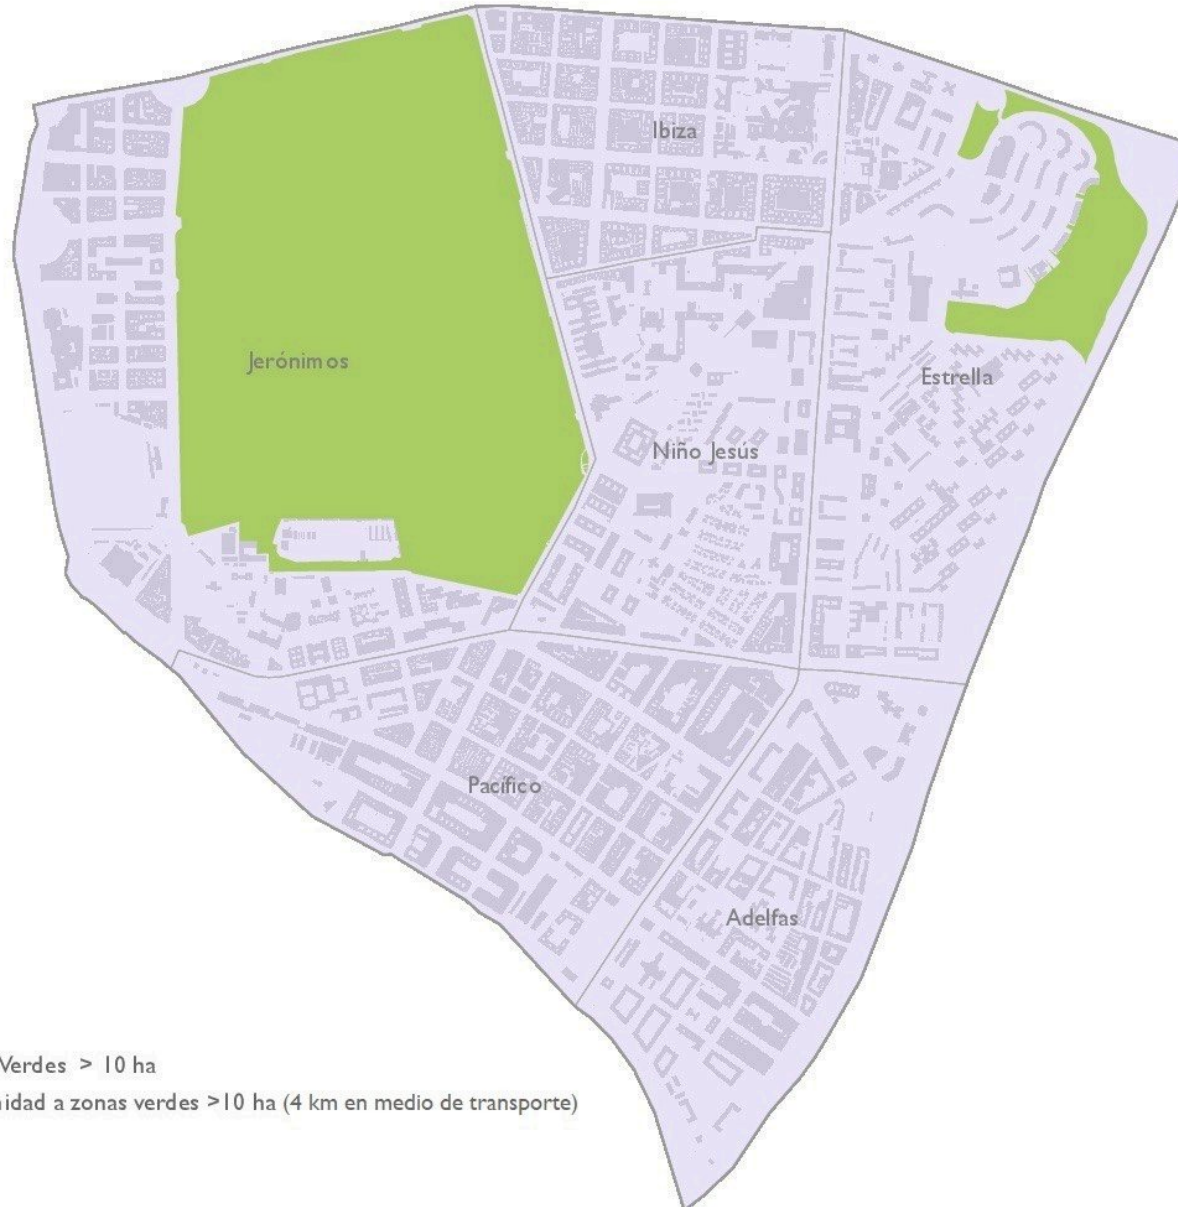 Ibiza
Jerónimos
Estrella
Niño Jesús
Pacífico
Adelfas
Verdes > 10 ha
nidad a zonas verdes >10 ha (4 km en medio de transporte)